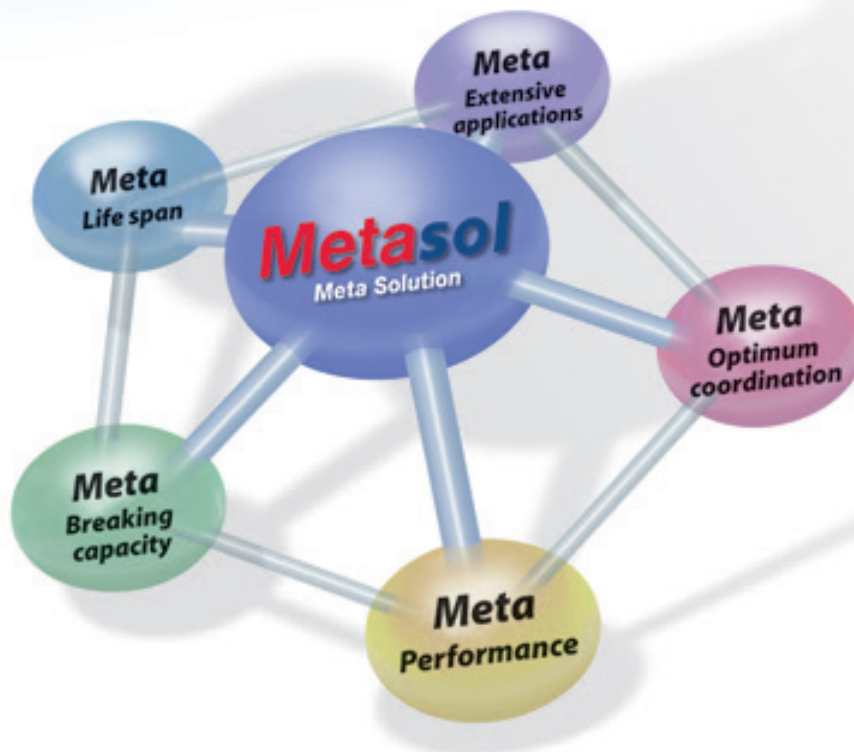 Meta
Extensive
applications
Meta
Life span
Metasol
Meta Solution
Meta
Optimum
coordination
Meta
Breaking
capacity
Meta
Performance